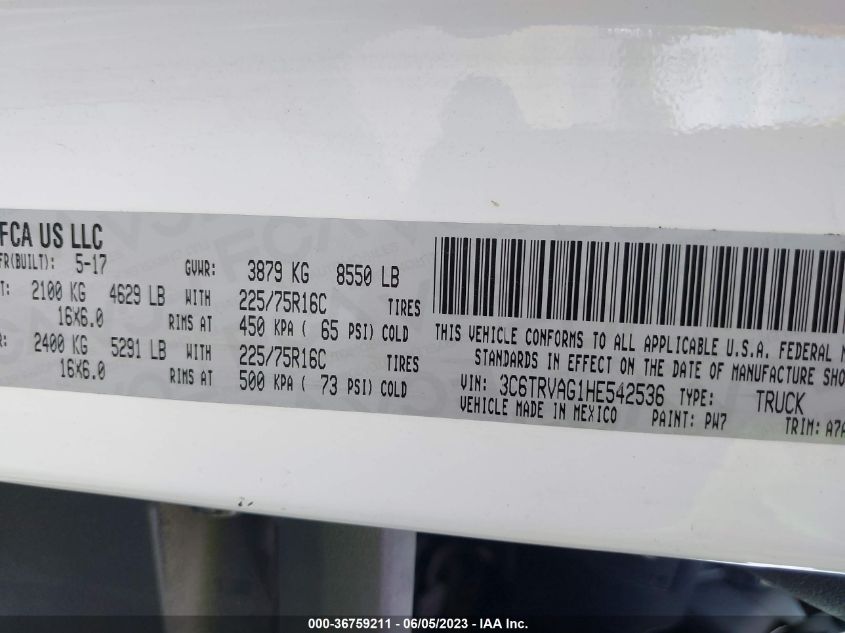 FCA US LLC
FR(BUILT): 5-17 GVWR: 3879 KG 8550 LB
T: 2100 KG 4629 LB WITH 225/75R16C TIRES
16X6.0 RIMS AT 450 KPA ( 65 PSI) COLD
R: 2400 KG 5291 LB WITH 225/75R16C TIRES
16X6.0 RIMS AT 500 KPA ( 73 PSI) COLD
THIS VEHICLE CONFORMS TO ALL APPLICABLE U.S.A. FEDERAL M
STANDARDS IN EFFECT ON THE DATE OF MANUFACTURE SHO
VIN: 3C6TRVAG1HE542536 TYPE: TRUCK
VEHICLE MADE IN MEXICO PAINT: PW7 TRIM: A7A
000-36759211 - 06/05/2023 - IAA Inc.